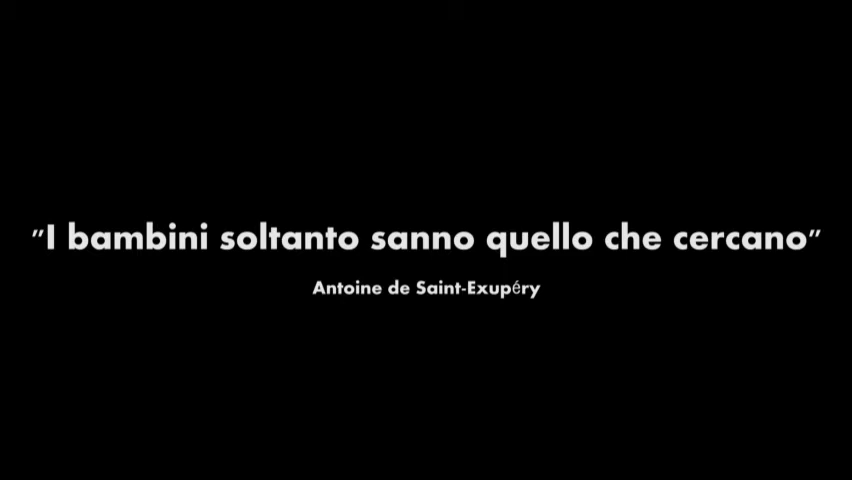 "I bambini soltanto sanno quello che cercano"
Antoine de Saint-Exupéry